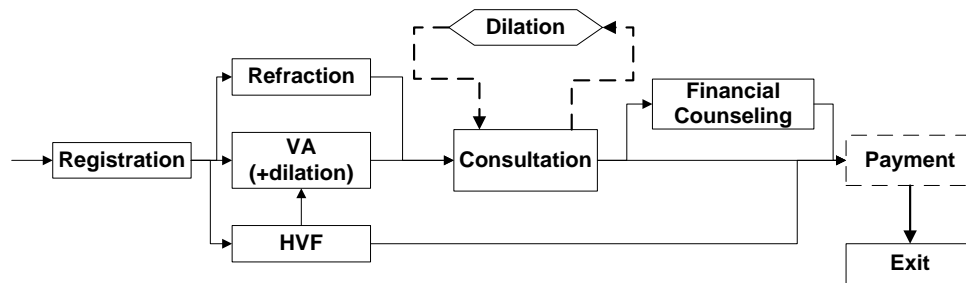 Dilation
Refraction
Financial
Counseling
Registration
VA
(+dilation)
Consultation
Payment
HVF
Exit